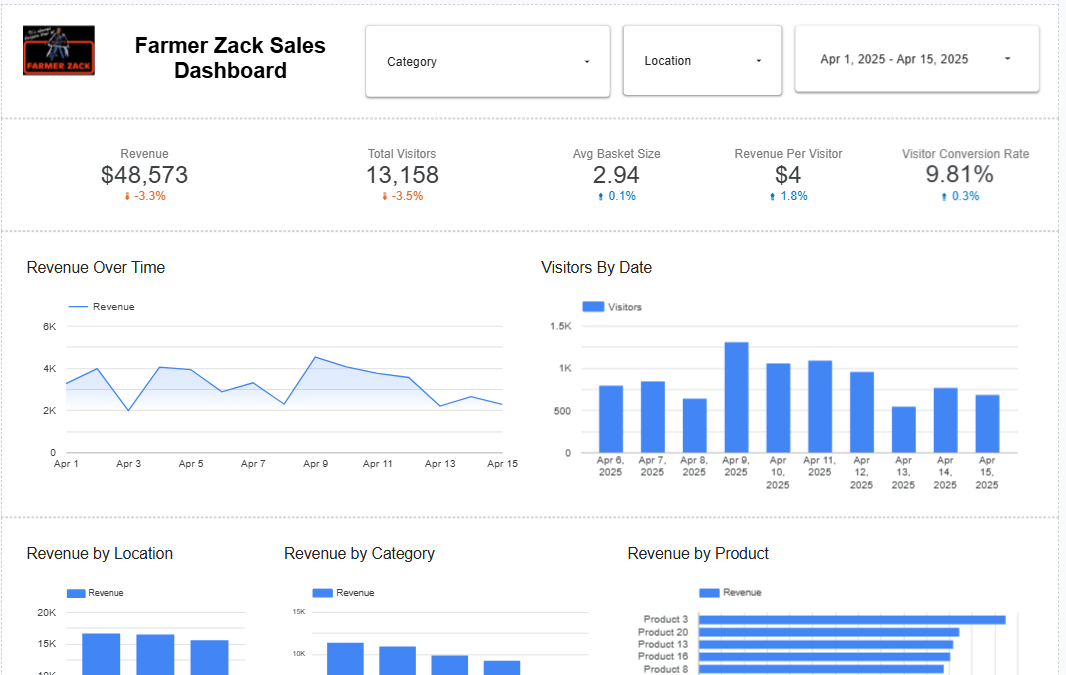 FARMER ZACK
Farmer Zack Sales
Dashboard
Category
Location
Apr 1, 2025 - Apr 15, 2025
Revenue
$48,573
-3.3%
Total Visitors
13,158
-3.5%
Avg Basket Size
2.94
0.1%
Revenue Per Visitor
$4
1.8%
Visitor Conversion Rate
9.81%
0.3%
Revenue Over Time
Revenue
6K
4K
2K
0
Apr 1 Apr 3 Apr 5 Apr 7 Apr 9 Apr 11 Apr 13 Apr 15
Visitors By Date
Visitors
1.5K
1K
500
0
Apr 6, 2025
Apr 7, 2025
Apr 8, 2025
Apr 9, 2025
Apr 10, 2025
Apr 11, 2025
Apr 12, 2025
Apr 13, 2025
Apr 14, 2025
Apr 15, 2025
Revenue by Location
Revenue
20K
15K
10K
Revenue by Category
Revenue
15K
10K
Revenue by Product
Revenue
Product 3
Product 20
Product 13
Product 16
Product 8